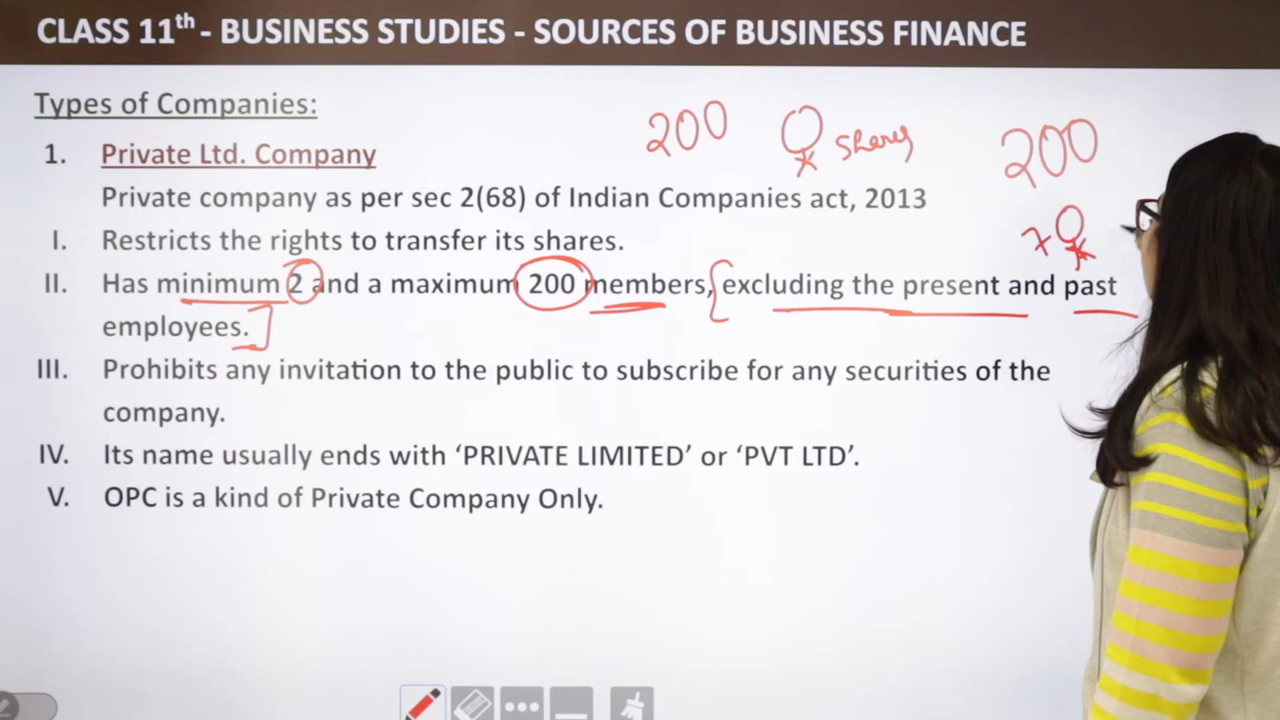 CLASS 11th - BUSINESS STUDIES - SOURCES OF BUSINESS FINANCE
Types of Companies:
200 shares 200
1. Private Ltd. Company
Private company as per sec 2(68) of Indian Companies act, 2013
I. Restricts the rights to transfer its shares.
II. Has minimum 2 and a maximum 200 members, excluding the present and past
employees.
III. Prohibits any invitation to the public to subscribe for any securities of the
company.
IV. Its name usually ends with ‘PRIVATE LIMITED’ or ‘PVT LTD’.
V. OPC is a kind of Private Company Only.